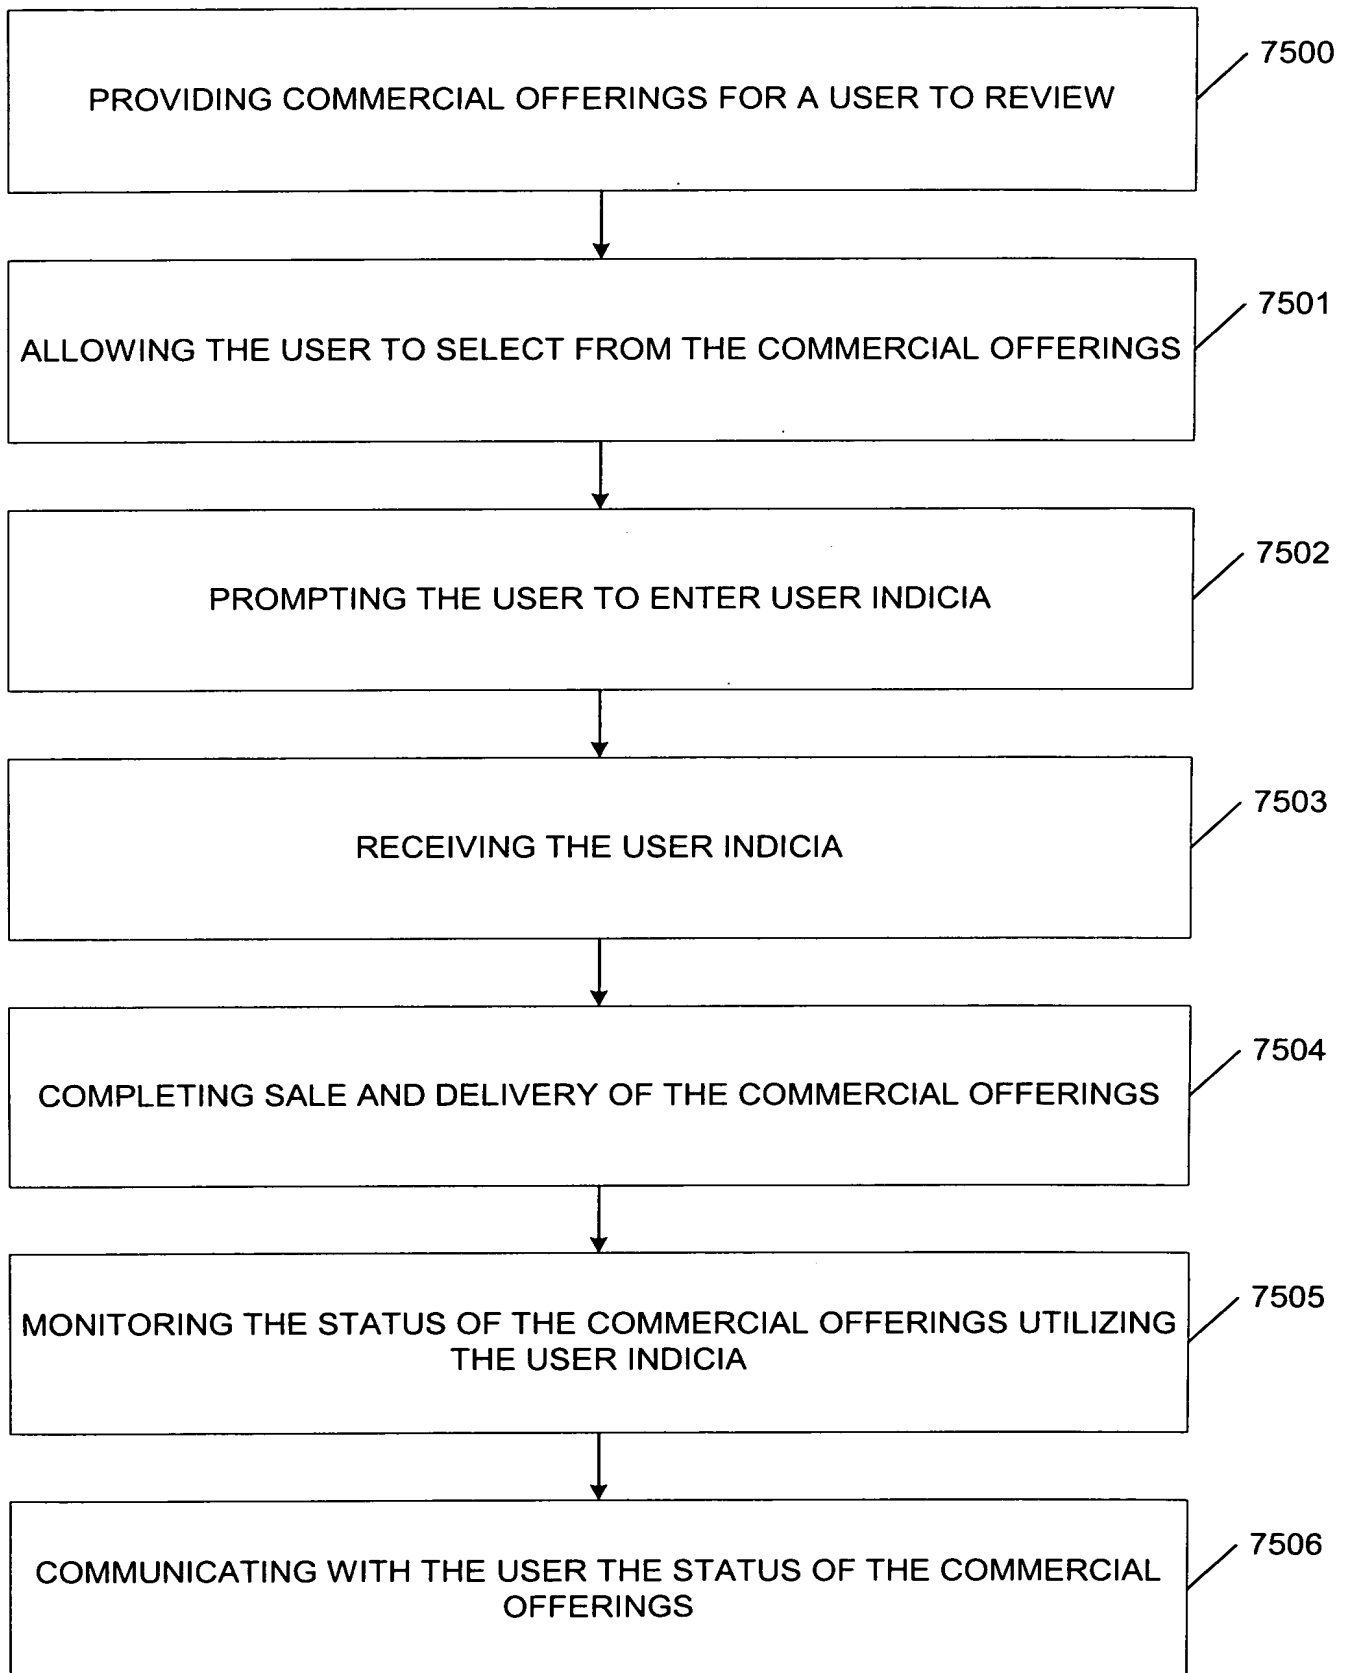 PROVIDING COMMERCIAL OFFERINGS FOR A USER TO REVIEW
7500
ALLOWING THE USER TO SELECT FROM THE COMMERCIAL OFFERINGS
7501
PROMPTING THE USER TO ENTER USER INDICIA
7502
RECEIVING THE USER INDICIA
7503
COMPLETING SALE AND DELIVERY OF THE COMMERCIAL OFFERINGS
7504
MONITORING THE STATUS OF THE COMMERCIAL OFFERINGS UTILIZING
THE USER INDICIA
7505
COMMUNICATING WITH THE USER THE STATUS OF THE COMMERCIAL
OFFERINGS
7506